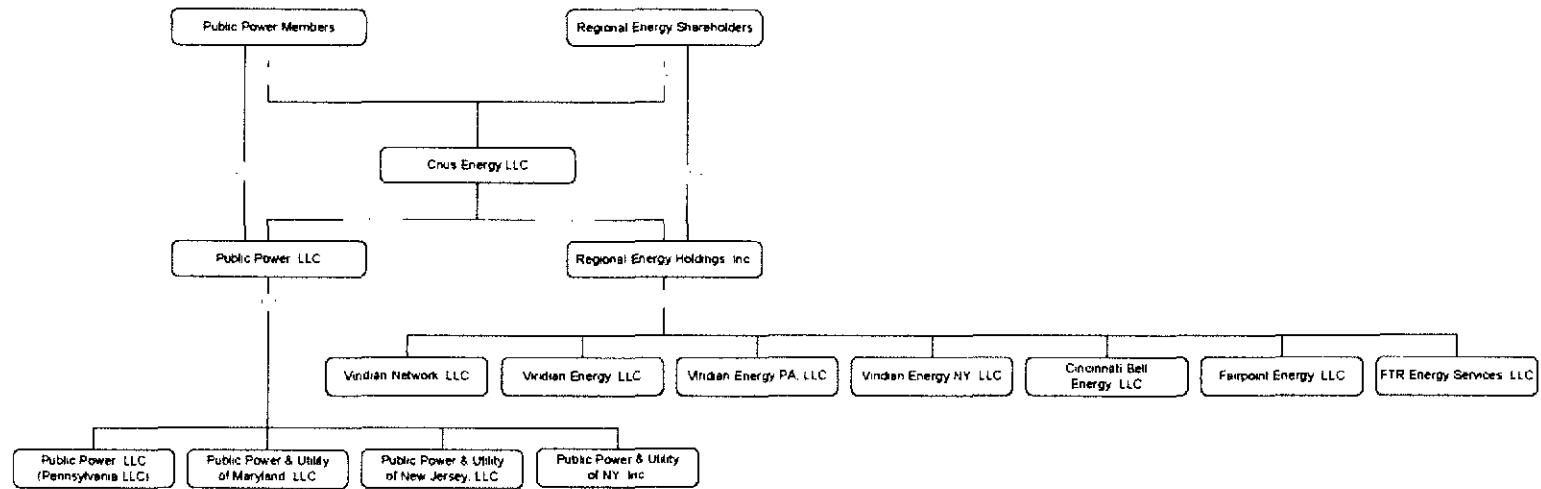 Public Power Members
Regional Energy Shareholders
Crius Energy LLC
Public Power LLC
Regional Energy Holdings Inc
Viridian Network LLC
Viridian Energy LLC
Viridian Energy PA, LLC
Viridian Energy NY LLC
Cincinnati Bell
Energy LLC
Fairpoint Energy LLC
FTR Energy Services LLC
Public Power LLC
(Pennsylvania LLC)
Public Power & Utility
of Maryland LLC
Public Power & Utility
of New Jersey, LLC
Public Power & Utility
of NY Inc